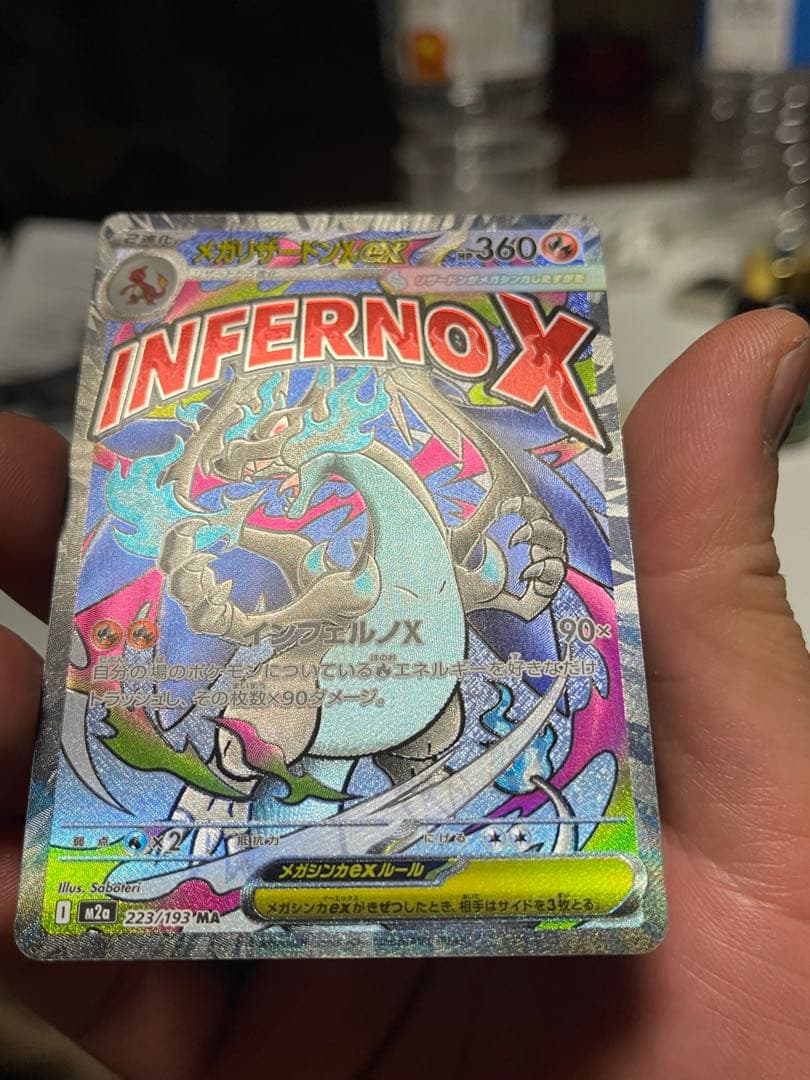 2進化
メガリザードンXex
HP 360
リザードンがメガシンカしたすがた
INFERNO X
インフェルノX 90×
自分の場のポケモンについている炎エネルギーを好きなだけ
トラッシュし、その枚数×90ダメージ。
弱点 ×2 抵抗力 にげる
メガシンカexルール
メガシンカexがきぜつしたとき、相手はサイドを3枚とる。
Illus. Saboteri
I m2a 223/193 MA